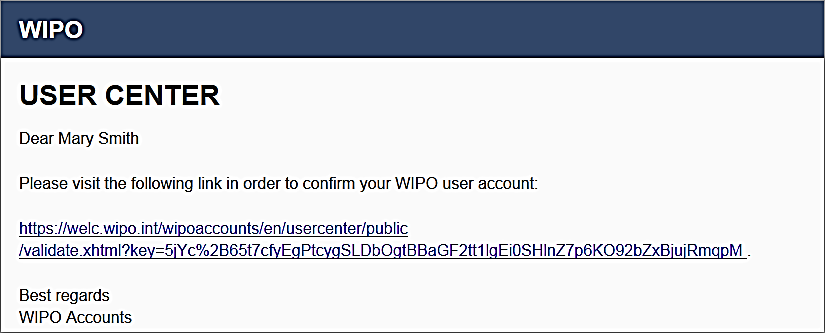 WIPO
USER CENTER
Dear Mary Smith
Please visit the following link in order to confirm your WIPO user account:
https://welc.wipo.int/wipoaccounts/en/usercenter/public
/validate.xhtml?key=5jYc%2B65t7cfyEgPtcygSLDbOgtBBaGF2tt1lgEi0SHlnZ7p6KO92bZxBjujRmqpM .
Best regards
WIPO Accounts